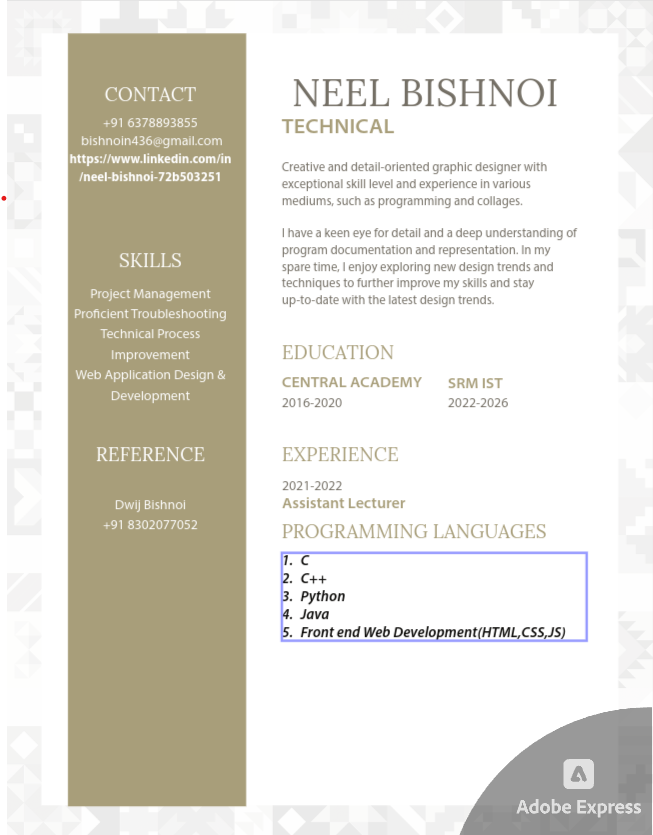 CONTACT
+91 6378893855
bishnoin436@gmail.com
https://www.linkedin.com/in
/neel-bishnoi-72b503251
SKILLS
Project Management
Proficient Troubleshooting
Technical Process
Improvement
Web Application Design &
Development
REFERENCE
Dwij Bishnoi
+91 8302077052
NEEL BISHNOI
TECHNICAL
Creative and detail-oriented graphic designer with
exceptional skill level and experience in various
mediums, such as programming and collages.
I have a keen eye for detail and a deep understanding of
program documentation and representation. In my
spare time, I enjoy exploring new design trends and
techniques to further improve my skills and stay
up-to-date with the latest design trends.
EDUCATION
CENTRAL ACADEMY
2016-2020
SRM IST
2022-2026
EXPERIENCE
2021-2022
Assistant Lecturer
PROGRAMMING LANGUAGES
1. C
2. C++
3. Python
4. Java
5. Front end Web Development(HTML,CSS,JS)
Adobe Express